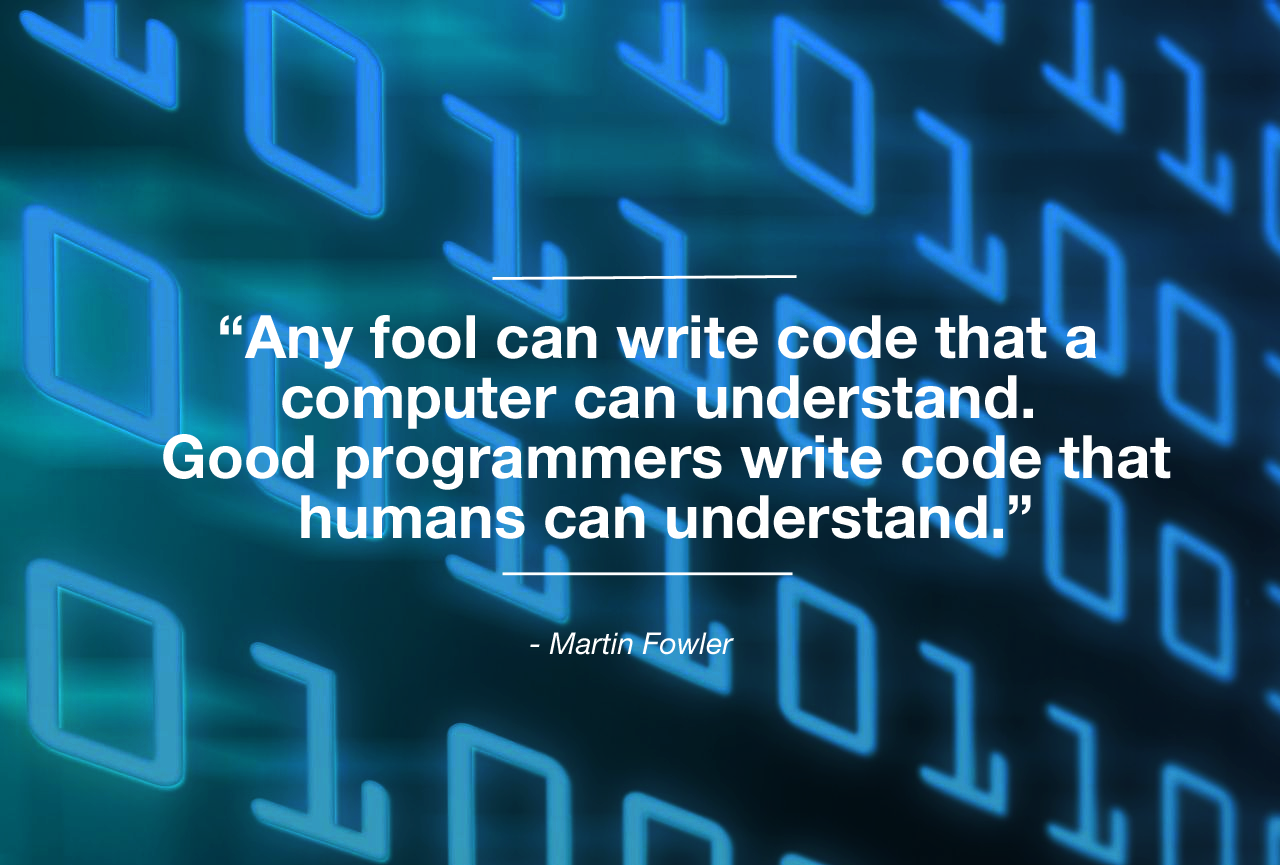 “Any fool can write code that a
computer can understand.
Good programmers write code that
humans can understand.”
- Martin Fowler